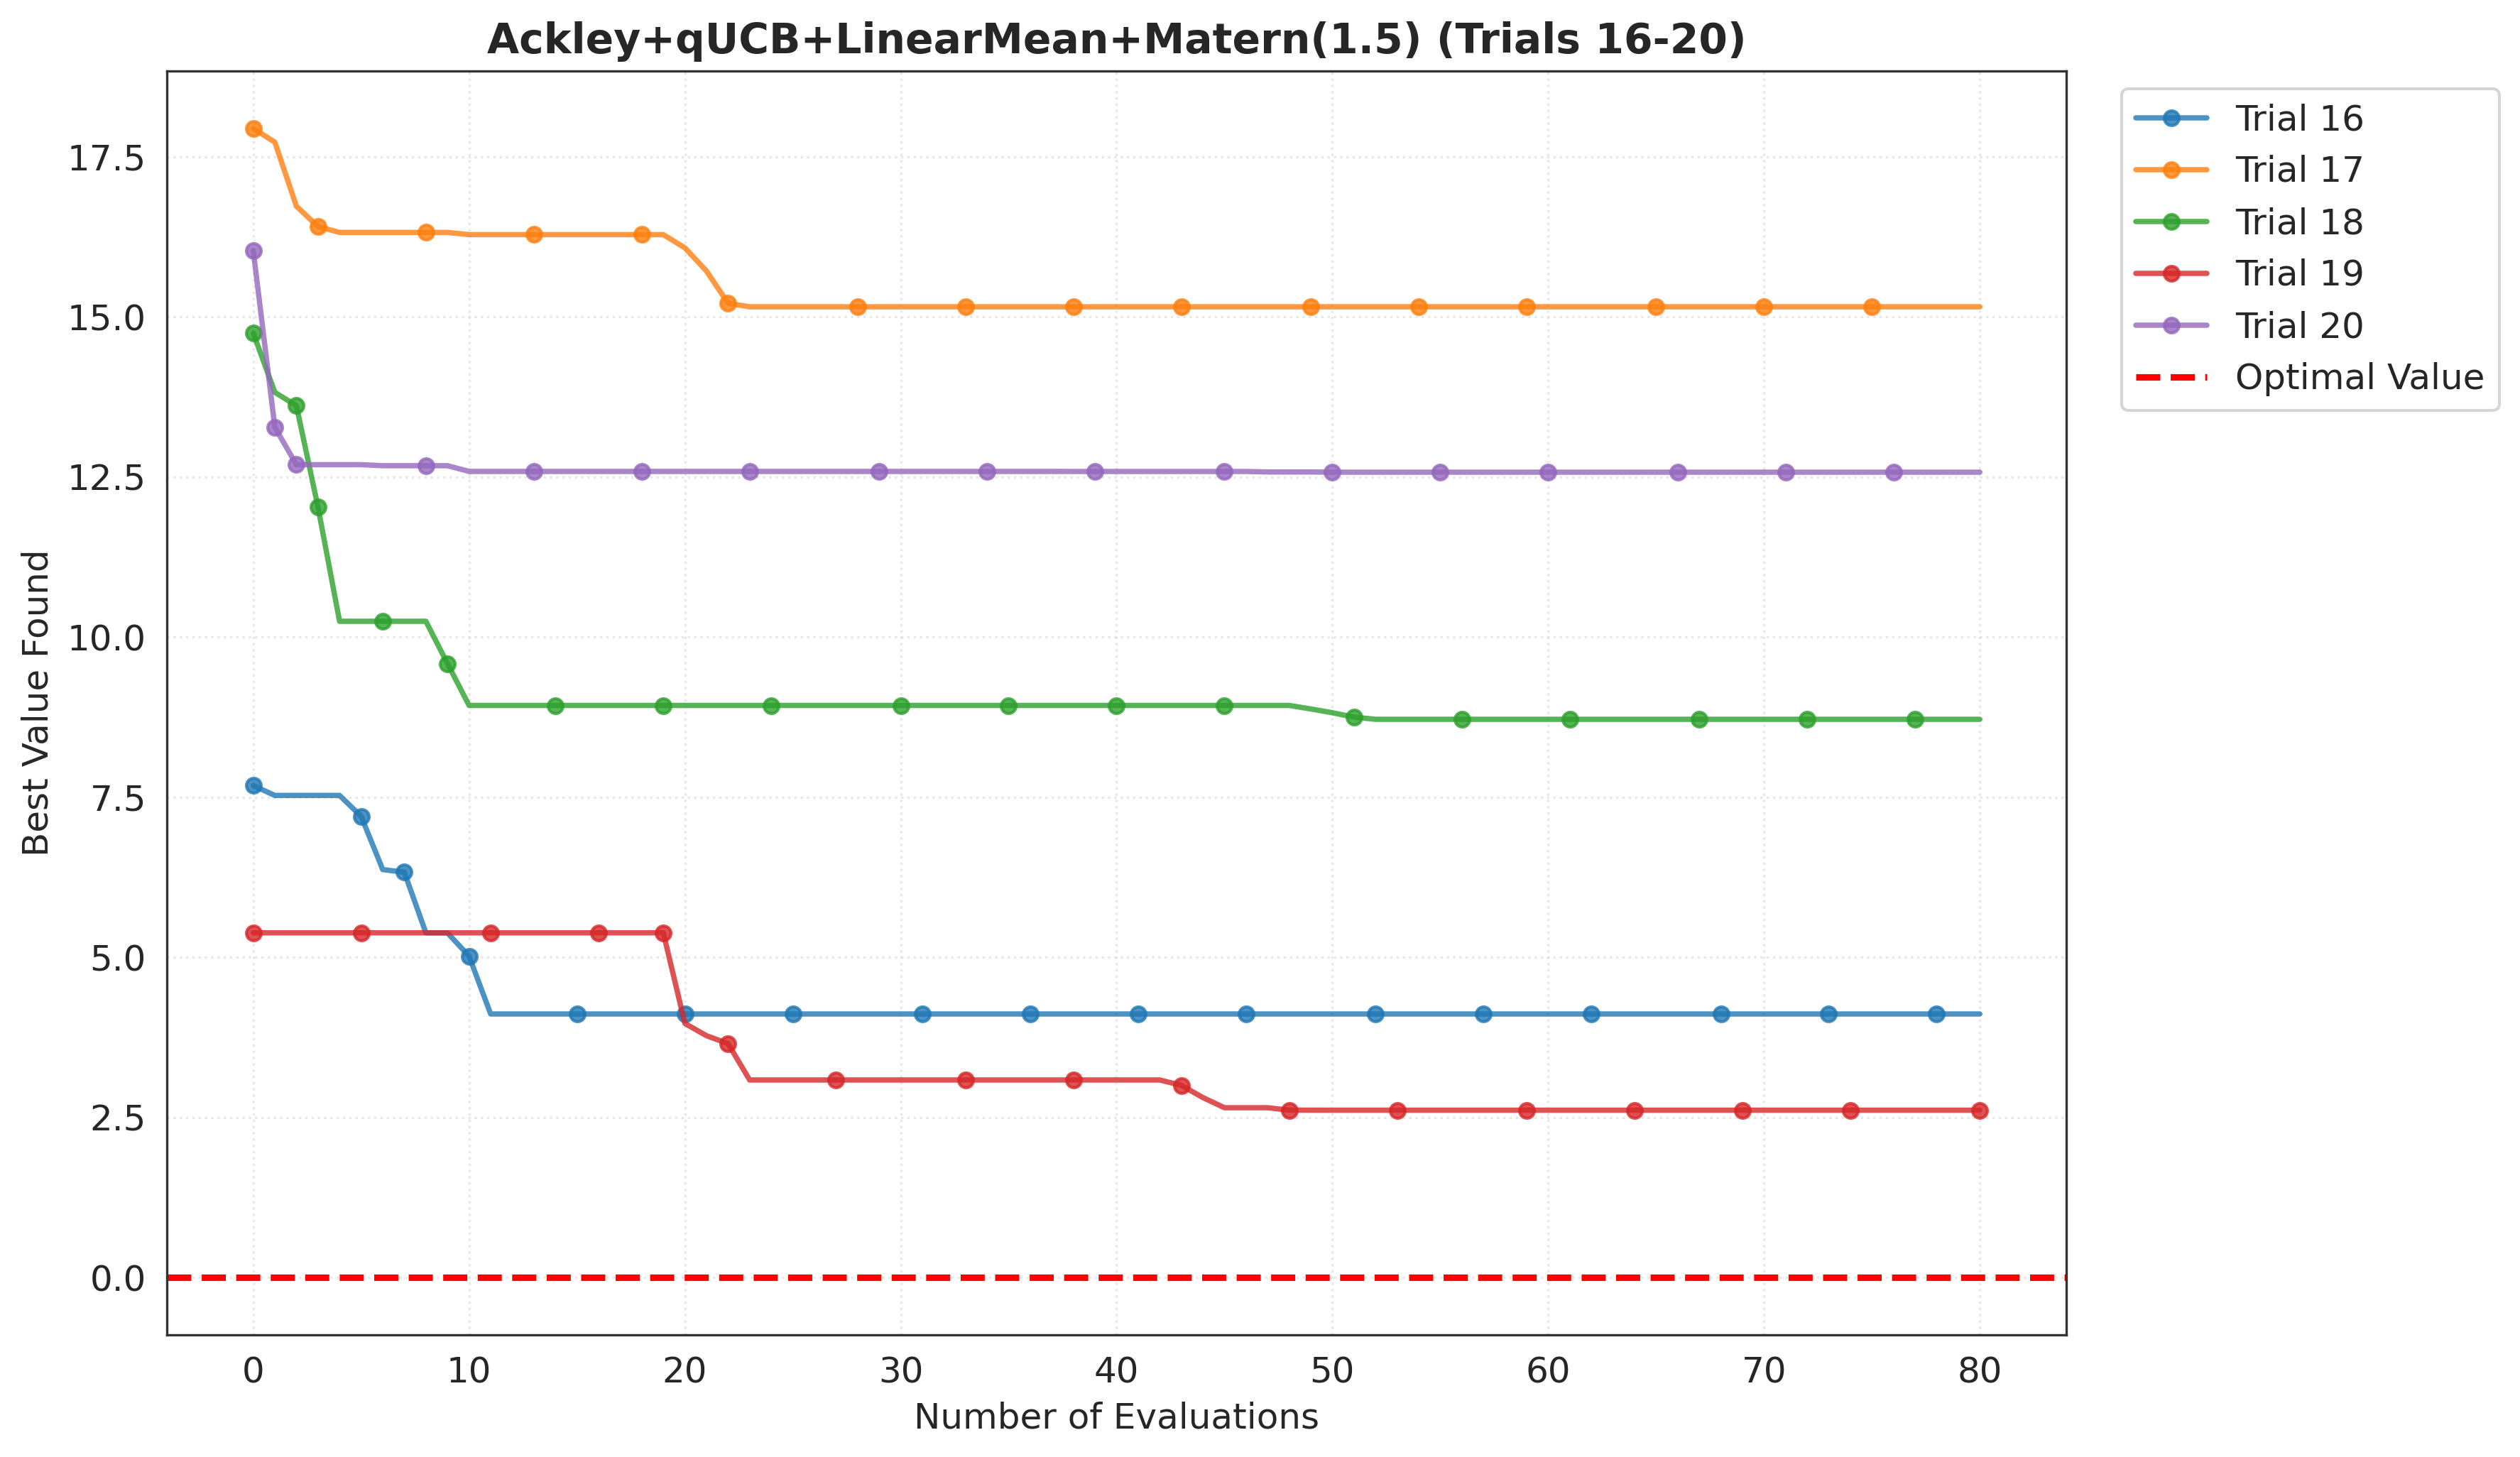 Ackley+qUCB+LinearMean+Matern(1.5) (Trials 16-20)
Best Value Found
17.5
15.0
12.5
10.0
7.5
5.0
2.5
0.0
0 10 20 30 40 50 60 70 80
Number of Evaluations
Trial 16
Trial 17
Trial 18
Trial 19
Trial 20
Optimal Value